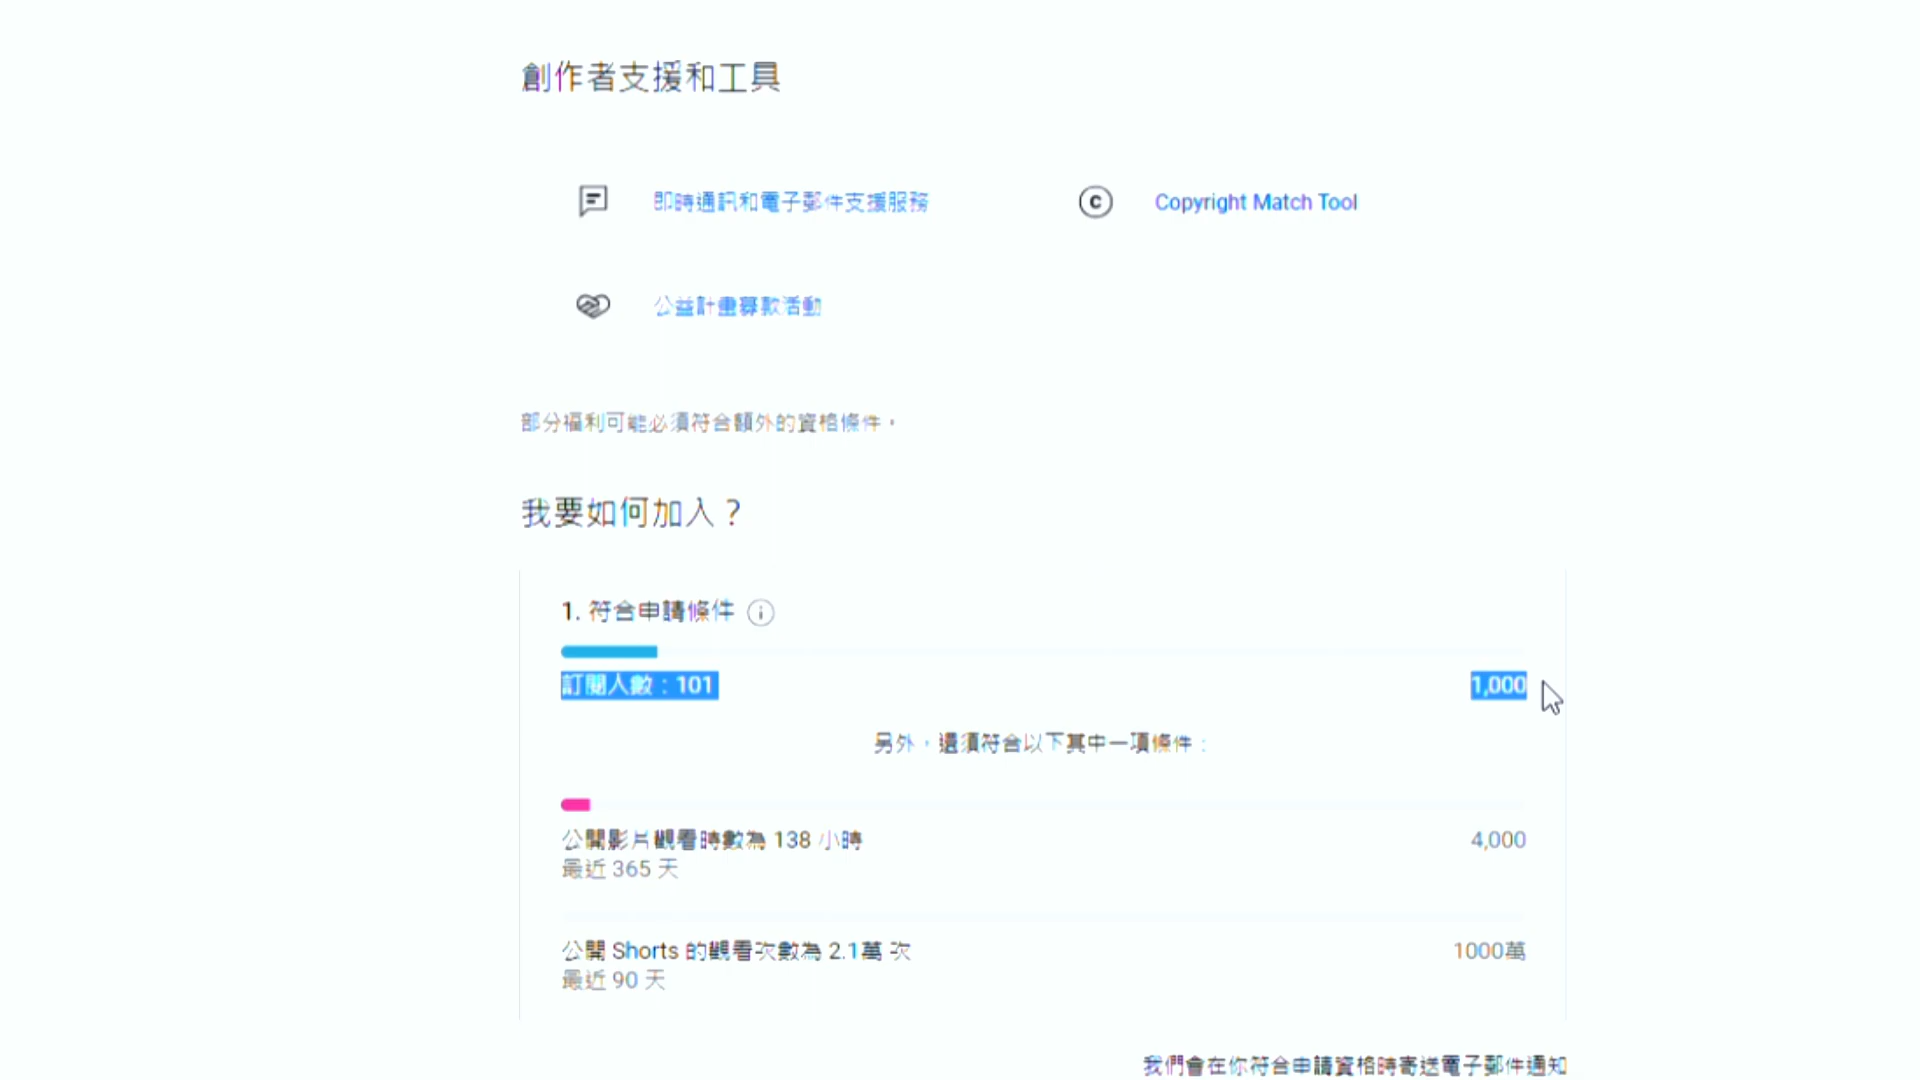 創作者支援和工具
即時通訊和電子郵件支援服務
Copyright Match Tool
公益計畫募款活動
部分福利可能必須符合額外的資格條件。
我要如何加入？
1. 符合申請條件
訂閱人數：101
1,000
另外，還須符合以下其中一項條件：
公開影片觀看時數為 138 小時
4,000
最近 365 天
公開 Shorts 的觀看次數為 2.1萬 次
1000萬
最近 90 天
我們會在你符合申請資格時寄送電子郵件通知